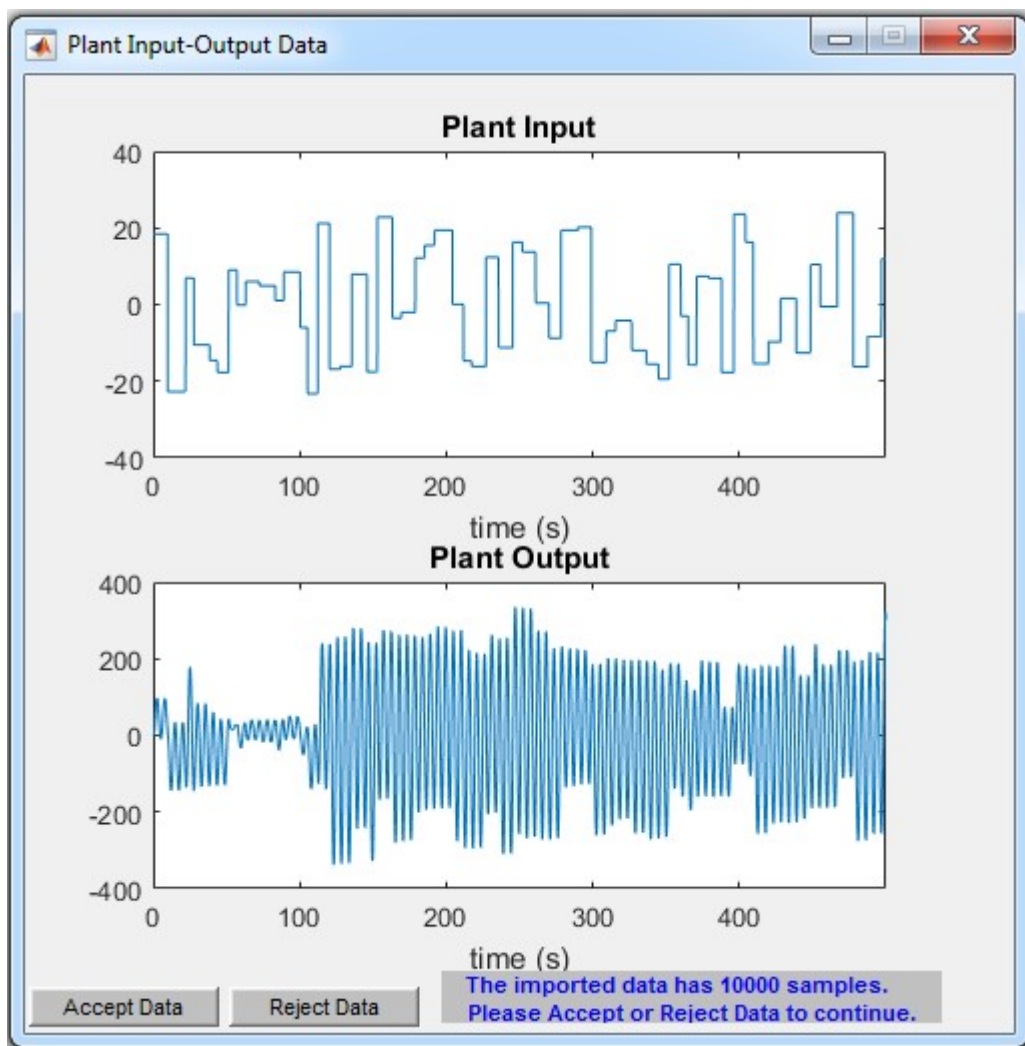 Plant Input-Output Data
Plant Input
40
20
0
-20
-40
0 100 200 300 400
time (s)
Plant Output
400
200
0
-200
-400
0 100 200 300 400
time (s)
Accept Data Reject Data
The imported data has 10000 samples.
Please Accept or Reject Data to continue.